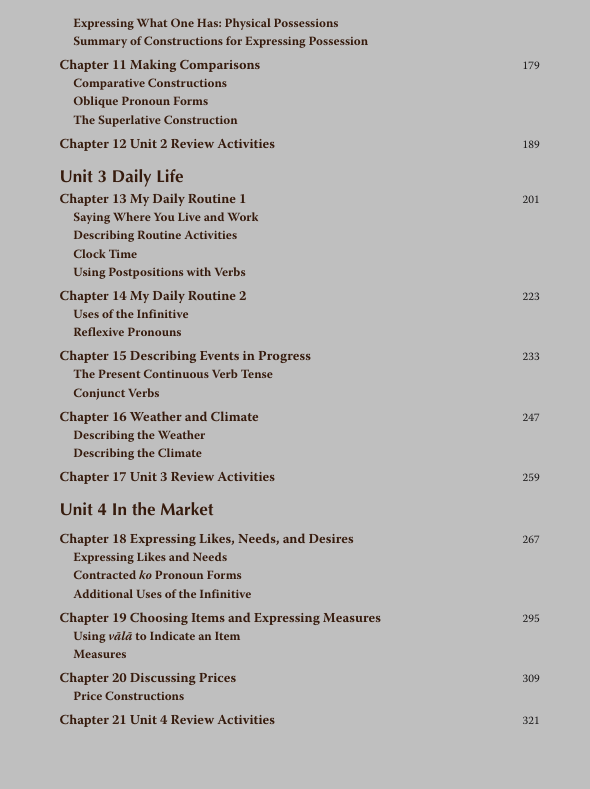 Expressing What One Has: Physical Possessions
Summary of Constructions for Expressing Possession
Chapter 11 Making Comparisons 179
Comparative Constructions
Oblique Pronoun Forms
The Superlative Construction
Chapter 12 Unit 2 Review Activities 189
Unit 3 Daily Life
Chapter 13 My Daily Routine 1 201
Saying Where You Live and Work
Describing Routine Activities
Clock Time
Using Postpositions with Verbs
Chapter 14 My Daily Routine 2 223
Uses of the Infinitive
Reflexive Pronouns
Chapter 15 Describing Events in Progress 233
The Present Continuous Verb Tense
Conjunct Verbs
Chapter 16 Weather and Climate 247
Describing the Weather
Describing the Climate
Chapter 17 Unit 3 Review Activities 259
Unit 4 In the Market
Chapter 18 Expressing Likes, Needs, and Desires 267
Expressing Likes and Needs
Contracted ko Pronoun Forms
Additional Uses of the Infinitive
Chapter 19 Choosing Items and Expressing Measures 295
Using vālā to Indicate an Item
Measures
Chapter 20 Discussing Prices 309
Price Constructions
Chapter 21 Unit 4 Review Activities 321